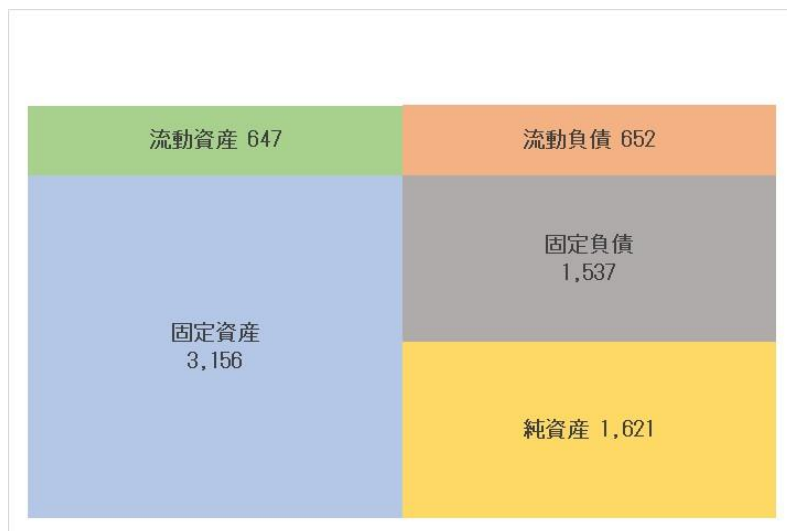 流動資産 647
流動負債 652
固定資産
3,156
固定負債
1,537
純資産 1,621